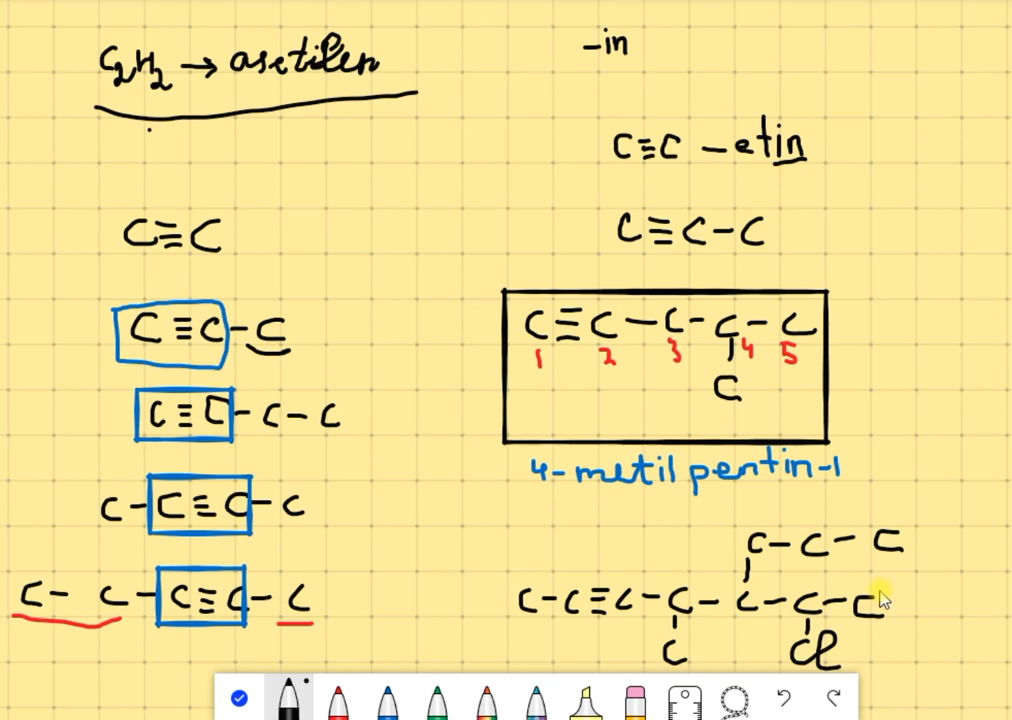 C₂H₂ → asetilen
-in
C≡C – etin
C≡C
C≡C-C
C≡C-C
C≡C–C-C-C
1 2 3 4 5
C
C≡C-C-C
4-metil pentin-1
C-C≡C-C
C-C-C
C-C-C≡C-C
C-C≡C-C-C-C-C
C Cl